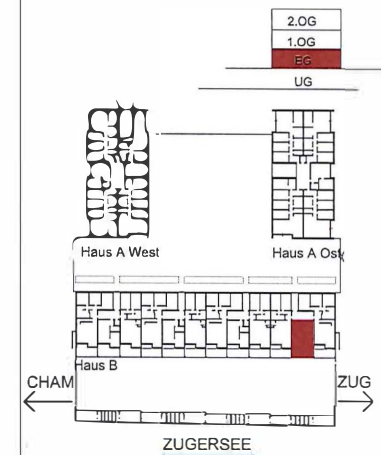 2.OG
1.OG
EG
UG
Haus A West
Haus A Ost
Haus B
CHAM
ZUG
ZUGERSEE